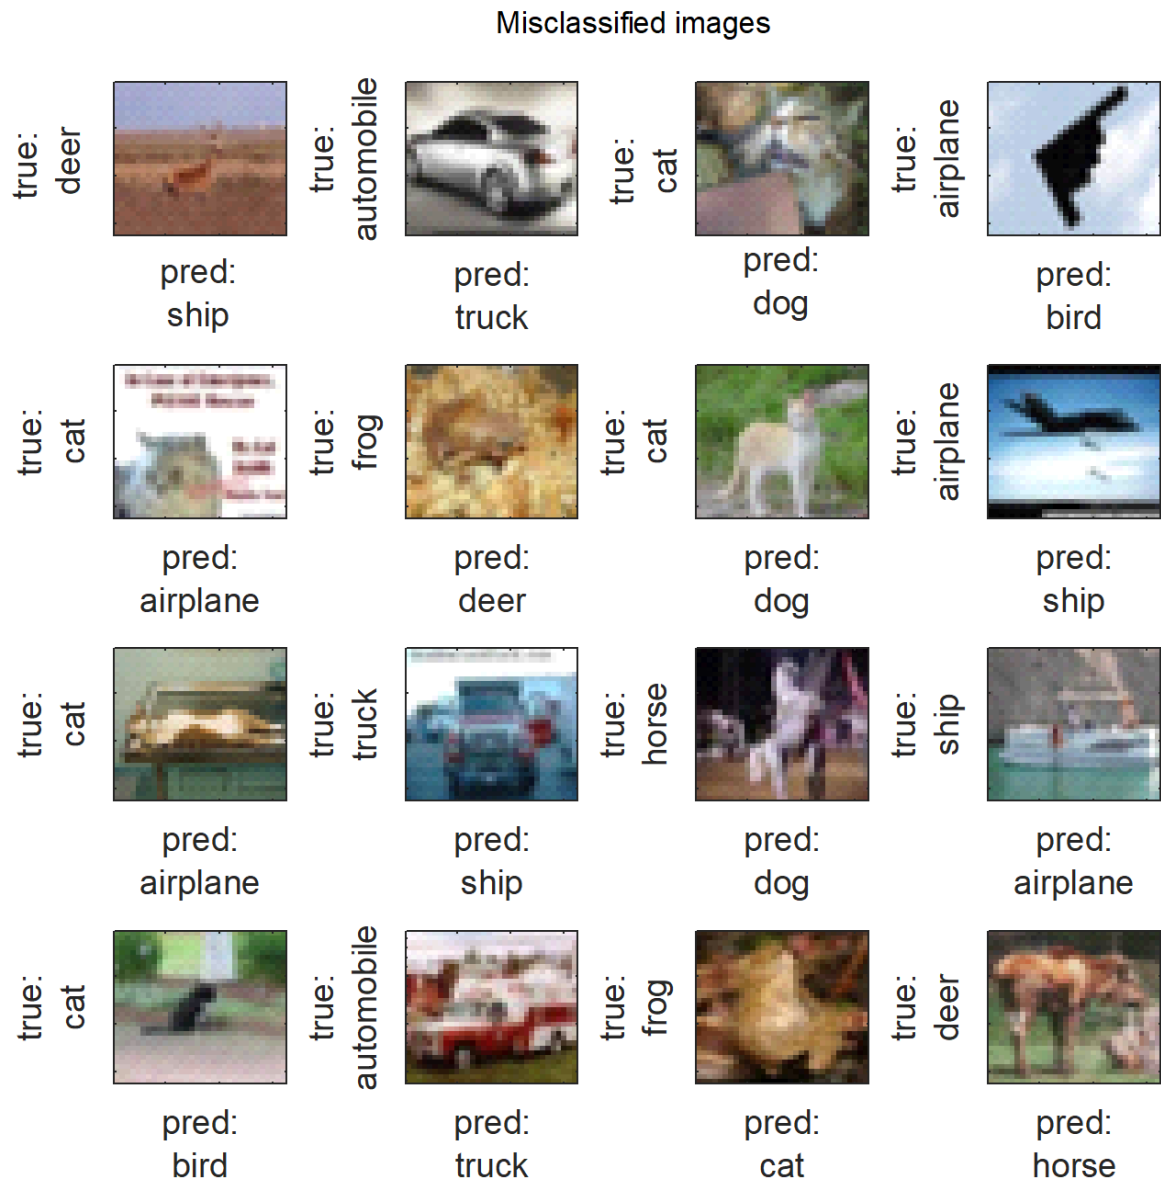 Misclassified images
true:
deer
pred:
ship
true:
automobile
pred:
truck
true:
cat
pred:
dog
true:
airplane
pred:
bird
true:
cat
pred:
airplane
true:
frog
pred:
deer
true:
cat
pred:
dog
true:
airplane
pred:
ship
true:
cat
pred:
airplane
true:
truck
pred:
ship
true:
horse
pred:
dog
true:
ship
pred:
airplane
true:
cat
pred:
bird
true:
automobile
pred:
truck
true:
frog
pred:
cat
true:
deer
pred:
horse